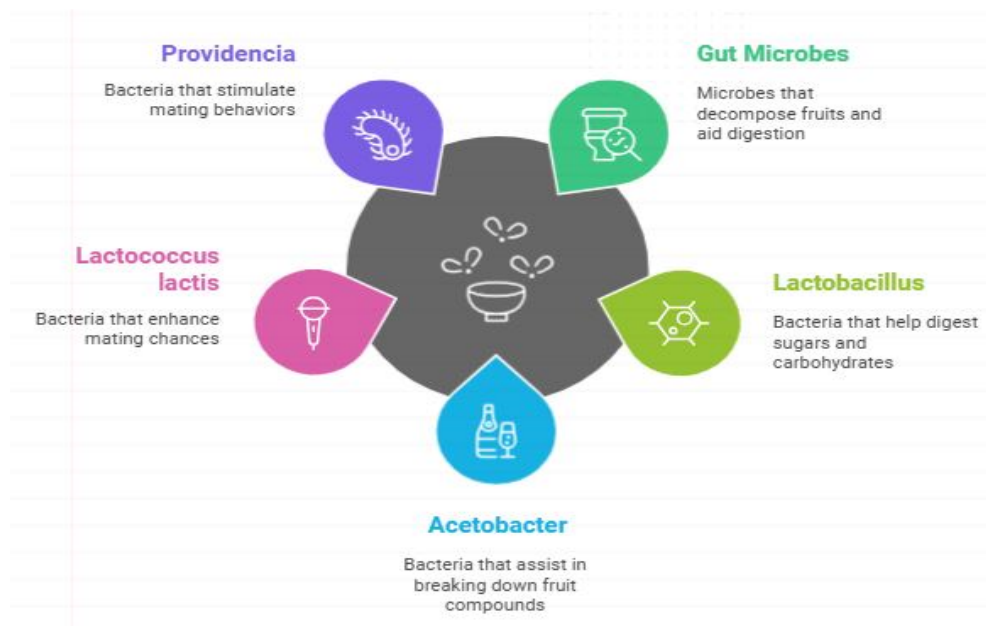 Providencia
Bacteria that stimulate
mating behaviors
Gut Microbes
Microbes that
decompose fruits and
aid digestion
Lactococcus
lactis
Bacteria that enhance
mating chances
Lactobacillus
Bacteria that help digest
sugars and
carbohydrates
Acetobacter
Bacteria that assist in
breaking down fruit
compounds